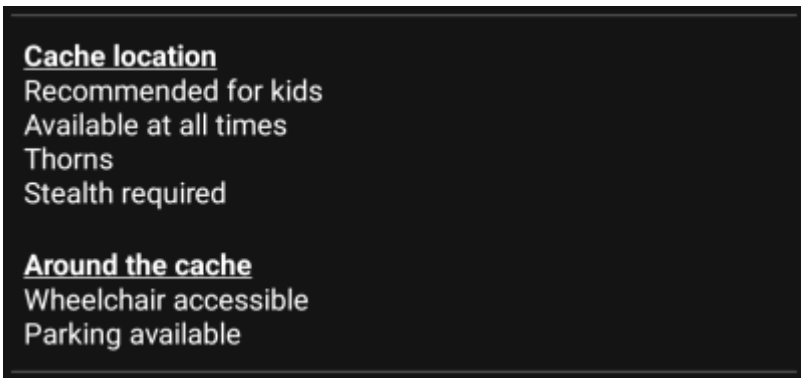 Cache location
Recommended for kids
Available at all times
Thorns
Stealth required
Around the cache
Wheelchair accessible
Parking available